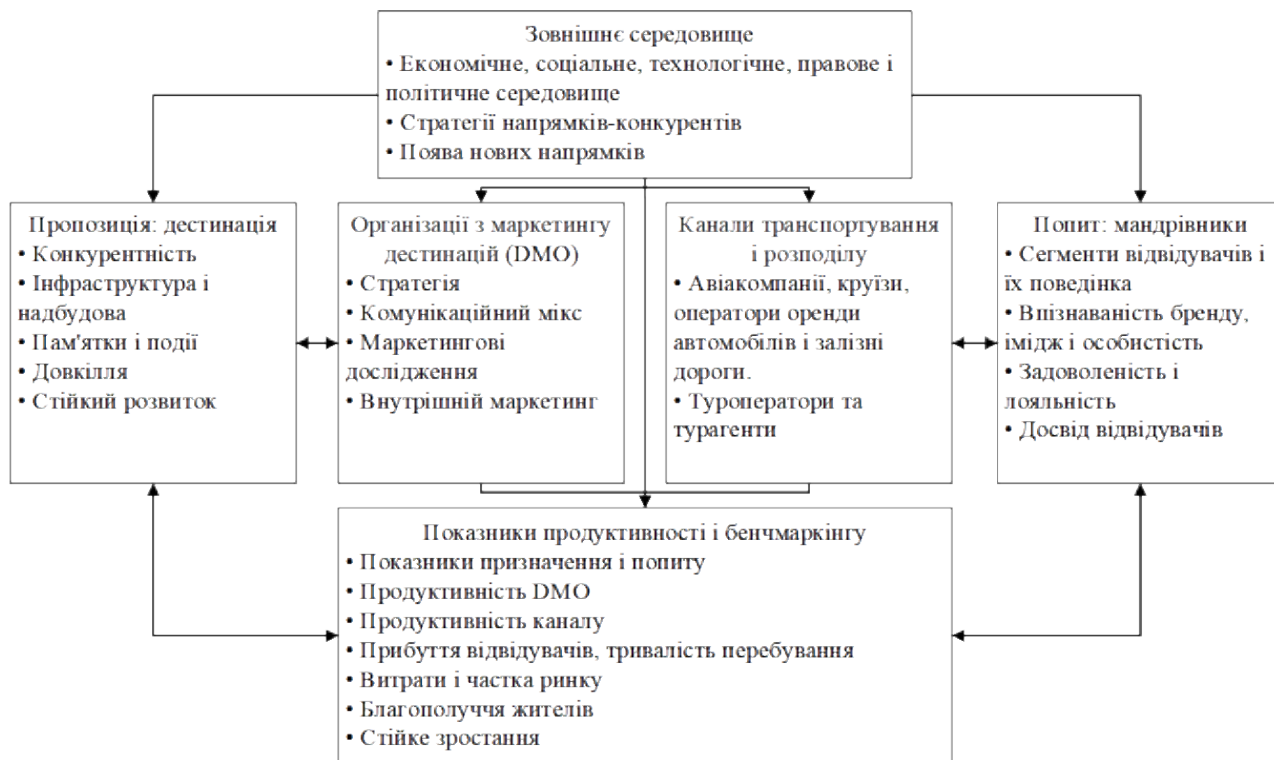 Зовнішнє середовище
• Економічне, соціальне, технологічне, правове і
політичне середовище
• Стратегії напрямків-конкурентів
• Поява нових напрямків
Пропозиція: дестинація
• Конкурентність
• Інфраструктура і
надбудова
• Пам'ятки і події
• Довкілля
• Стійкий розвиток
Організації з маркетингу
дестинацій (DMO)
• Стратегія
• Комунікаційний мікс
• Маркетингові
дослідження
• Внутрішній маркетинг
Канали транспортування
і розподілу
• Авіакомпанії, круїзи,
оператори оренди
автомобілів і залізні
дороги.
• Туроператори та
турагенти
Попит: мандрівники
• Сегменти відвідувачів і
їх поведінка
• Впізнаваність бренду,
імідж і особистість
• Задоволеність і
лояльність
• Досвід відвідувачів
Показники продуктивності і бенчмаркінгу
• Показники призначення і попиту
• Продуктивність DMO
• Продуктивність каналу
• Прибуття відвідувачів, тривалість перебування
• Витрати і частка ринку
• Благополуччя жителів
• Стійке зростання